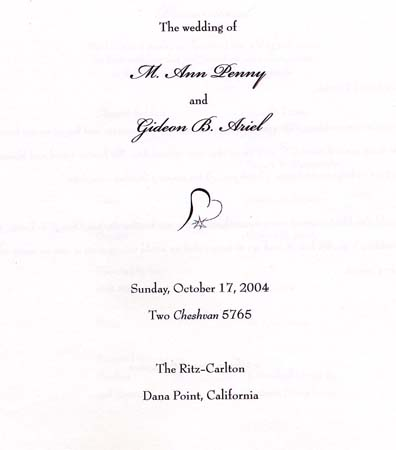 The wedding of
M. Ann Penny
and
Gideon B. Ariel
Sunday, October 17, 2004
Two Cheshvan 5765
The Ritz-Carlton
Dana Point, California